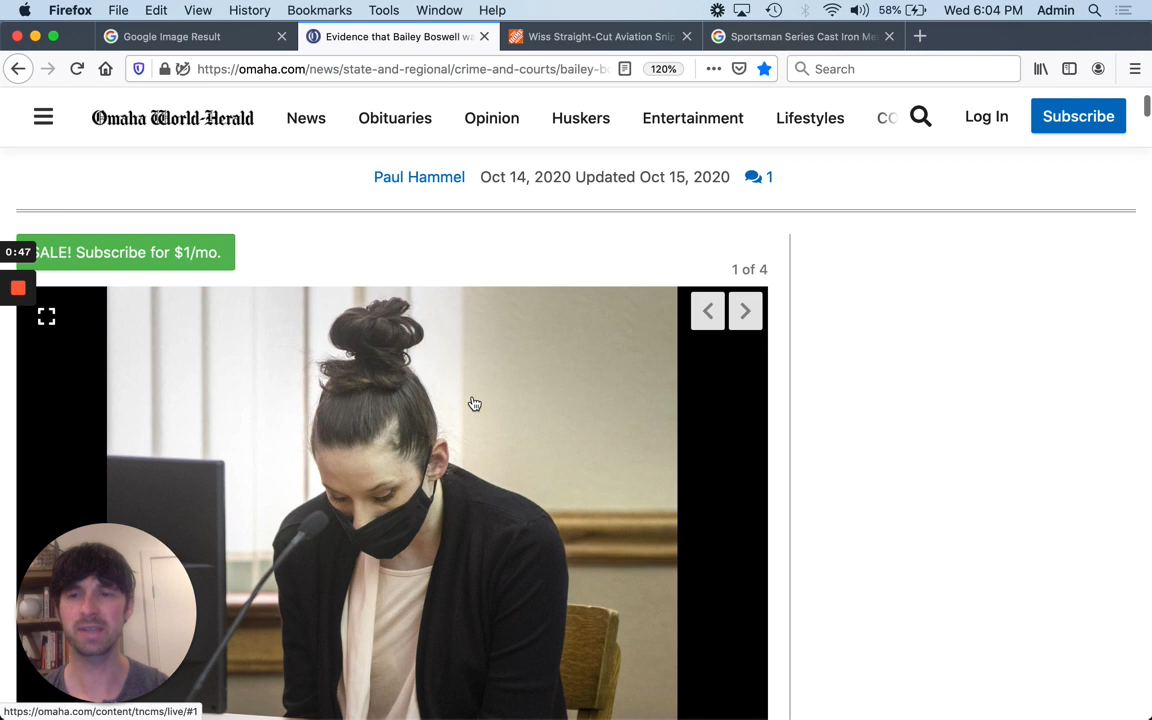 Firefox File Edit View History Bookmarks Tools Window Help 58% Wed 6:04 PM Admin
Google Image Result Evidence that Bailey Boswell wa Wiss Straight-Cut Aviation Snip Sportsman Series Cast Iron Me
https://omaha.com/news/state-and-regional/crime-and-courts/bailey-bo 120% Search
Omaha World-Herald News Obituaries Opinion Huskers Entertainment Lifestyles CO Log In Subscribe
Paul Hammel Oct 14, 2020 Updated Oct 15, 2020 1
0:47 SALE! Subscribe for $1/mo.
1 of 4
https://omaha.com/content/tncms/live/#1